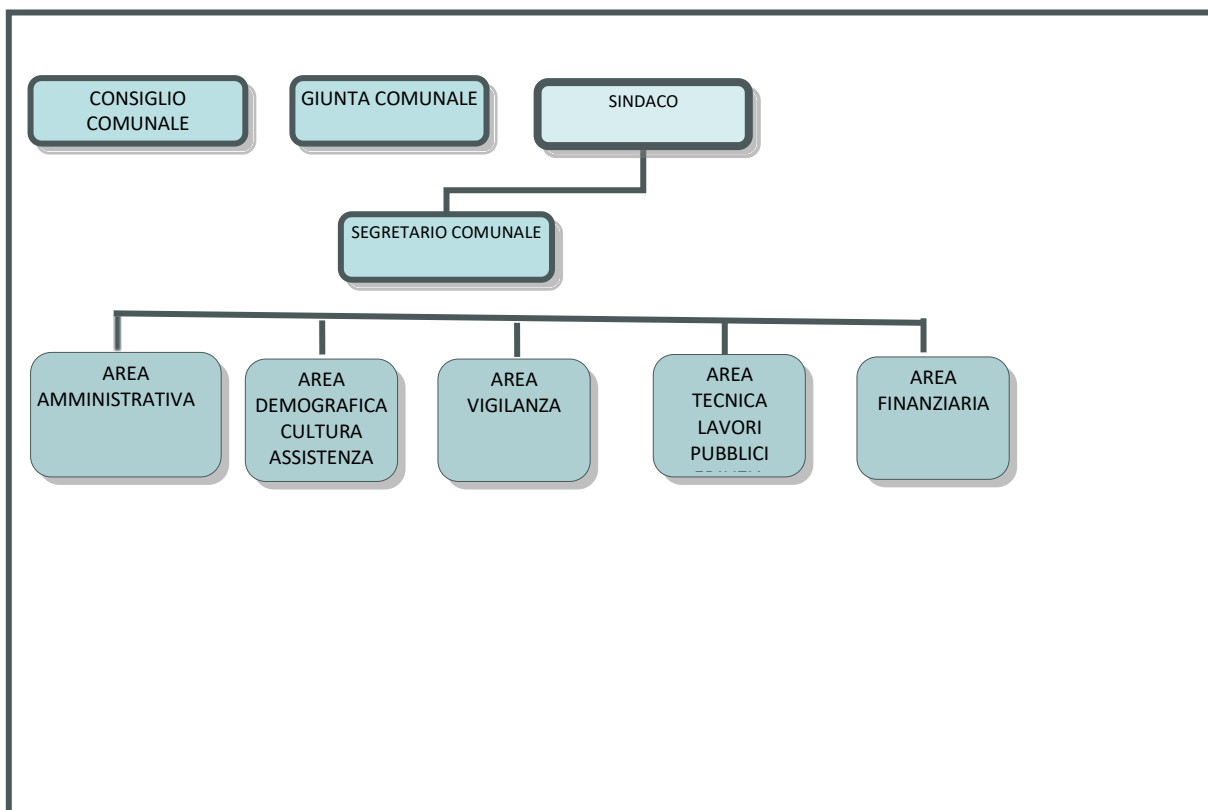 CONSIGLIO
COMUNALE
GIUNTA COMUNALE
SINDACO
SEGRETARIO COMUNALE
AREA
AMMINISTRATIVA
AREA
DEMOGRAFICA
CULTURA
ASSISTENZA
AREA
VIGILANZA
AREA
TECNICA
LAVORI
PUBBLICI
AREA
FINANZIARIA